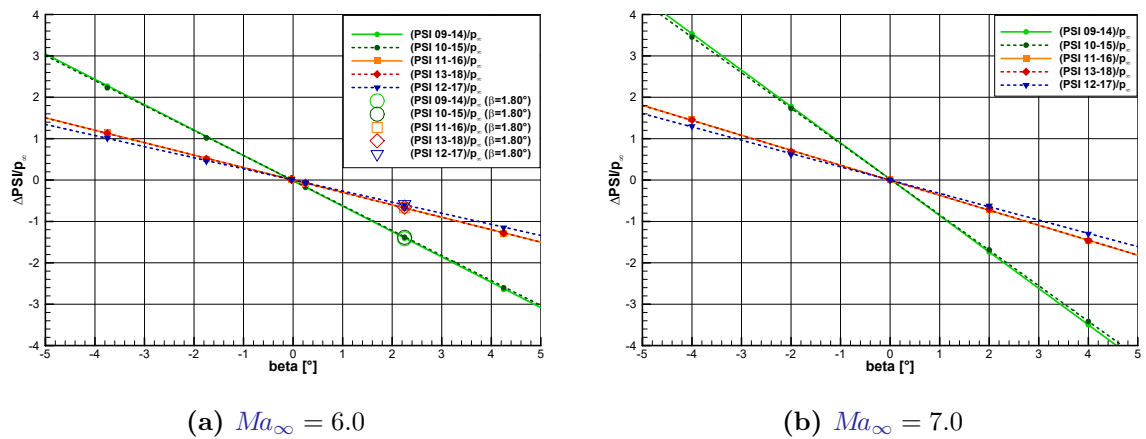 (PSI 09-14)/p∞
(PSI 10-15)/p∞
(PSI 11-16)/p∞
(PSI 13-18)/p∞
(PSI 12-17)/p∞
(PSI 09-14)/p∞ (β=1.80°)
(PSI 10-15)/p∞ (β=1.80°)
(PSI 11-16)/p∞ (β=1.80°)
(PSI 13-18)/p∞ (β=1.80°)
(PSI 12-17)/p∞ (β=1.80°)
ΔPSI/p∞
4
3
2
1
0
-1
-2
-3
-4
-5 -4 -3 -2 -1 0 1 2 3 4 5
beta [°]
(a) Ma∞ = 6.0
(PSI 09-14)/p∞
(PSI 10-15)/p∞
(PSI 11-16)/p∞
(PSI 13-18)/p∞
(PSI 12-17)/p∞
ΔPSI/p∞
4
3
2
1
0
-1
-2
-3
-4
-5 -4 -3 -2 -1 0 1 2 3 4 5
beta [°]
(b) Ma∞ = 7.0